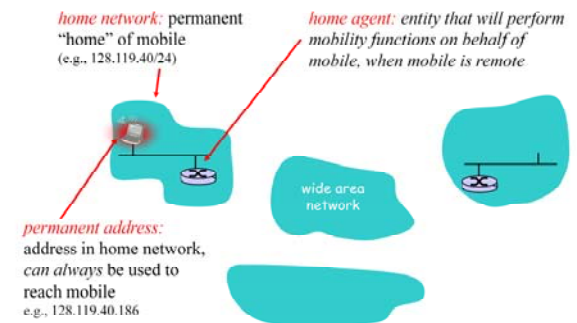 home network: permanent
“home” of mobile
(e.g., 128.119.40/24)
home agent: entity that will perform
mobility functions on behalf of
mobile, when mobile is remote
wide area
network
permanent address:
address in home network,
can always be used to
reach mobile
e.g., 128.119.40.186